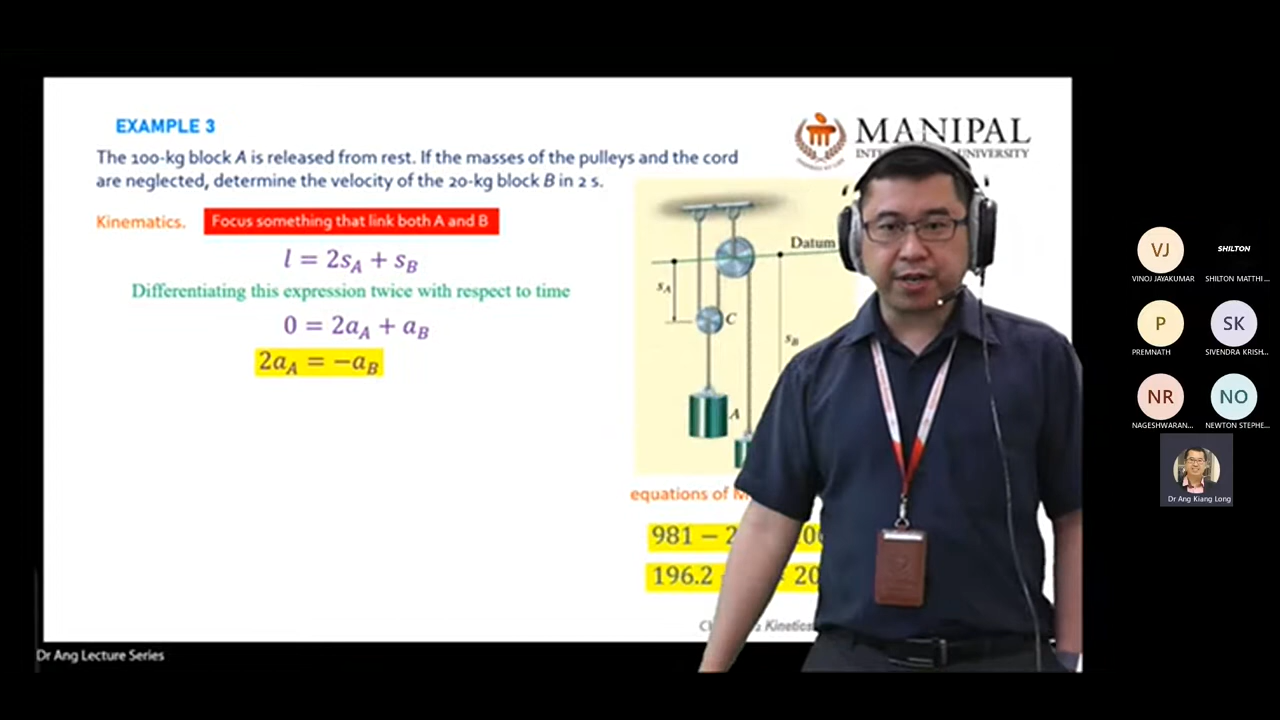 EXAMPLE 3
MANIPAL
The 100-kg block A is released from rest. If the masses of the pulleys and the cord
are neglected, determine the velocity of the 20-kg block B in 2 s.
Kinematics.
Focus something that link both A and B
l = 2s_A + s_B
Differentiating this expression twice with respect to time
0 = 2a_A + a_B
2a_A = −a_B
Datum
s_A
C
s_B
A
equations of
981 − 2
196.2
= 20
Kinetics
Dr Ang Lecture Series
VJ
VINOJ JAYAKUMAR
SHILTON
SHILTON MATTHI...
P
PREMNATH
SK
SIVENDRA KRISH...
NR
NAGESHWARAN...
NO
NEWTON STEPHE...
Dr Ang Kiang Long